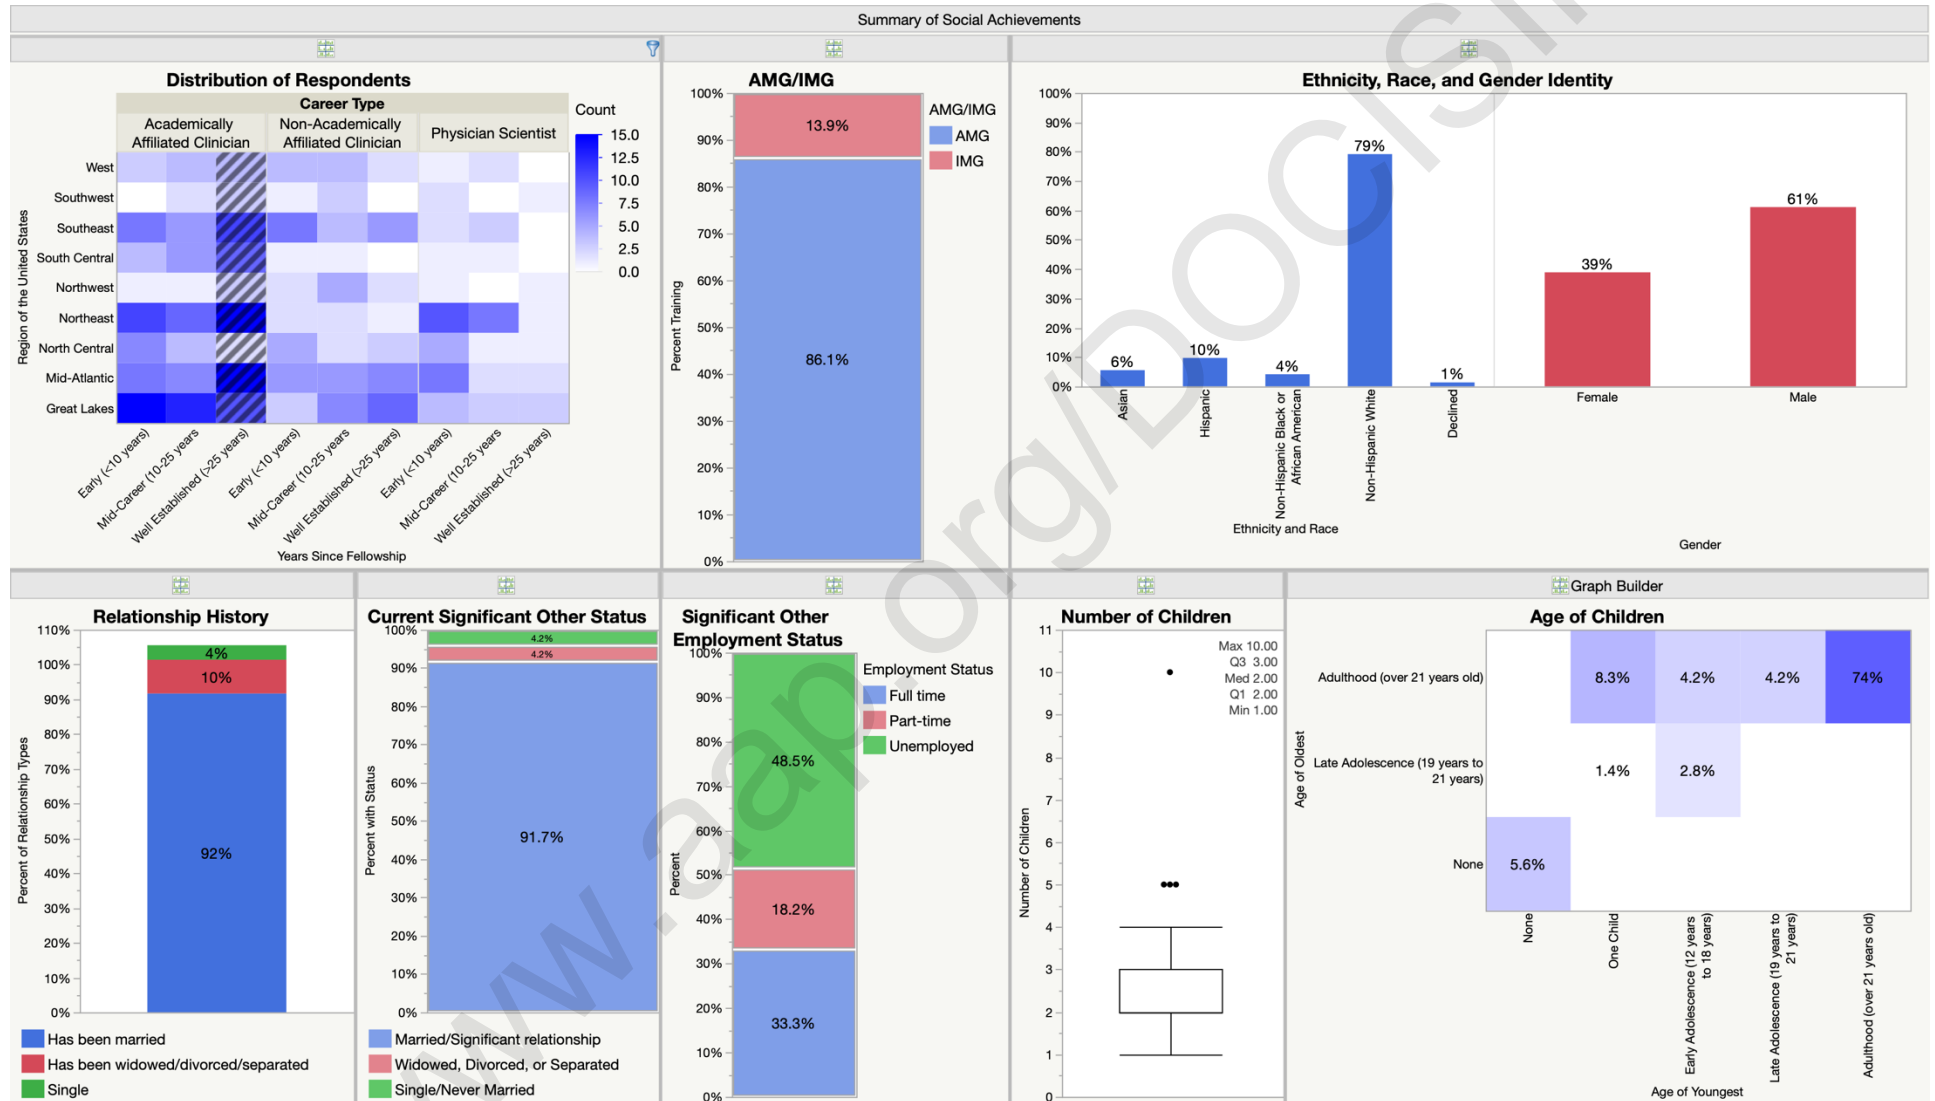 Summary of Social Achievements
Distribution of Respondents
Career Type
Academically
Affiliated Clinician
Non-Academically
Affiliated Clinician
Physician Scientist
Count
15.0
12.5
10.0
7.5
5.0
2.5
0.0
Region of the United States
West
Southwest
Southeast
South Central
Northwest
Northeast
North Central
Mid-Atlantic
Great Lakes
Early (<10 years)
Mid-Career (10-25 years
Well Established (>25 years)
Early (<10 years)
Mid-Career (10-25 years
Well Established (>25 years)
Early (<10 years)
Mid-Career (10-25 years
Well Established (>25 years)
Years Since Fellowship
AMG/IMG
Percent Training
100%
90%
80%
70%
60%
50%
40%
30%
20%
10%
0%
13.9%
86.1%
AMG/IMG
AMG
IMG
Ethnicity, Race, and Gender Identity
100%
90%
80%
70%
60%
50%
40%
30%
20%
10%
0%
6%
10%
4%
79%
1%
39%
61%
Asian
Hispanic
Non-Hispanic Black or
African American
Non-Hispanic White
Declined
Female
Male
Ethnicity and Race
Gender
Relationship History
Percent of Relationship Types
110%
100%
90%
80%
70%
60%
50%
40%
30%
20%
10%
0%
4%
10%
92%
Has been married
Has been widowed/divorced/separated
Single
Current Significant Other Status
Percent with Status
100%
90%
80%
70%
60%
50%
40%
30%
20%
10%
0%
4.2%
4.2%
91.7%
Married/Significant relationship
Widowed, Divorced, or Separated
Single/Never Married
Significant Other
Employment Status
Percent
100%
90%
80%
70%
60%
50%
40%
30%
20%
10%
0%
48.5%
18.2%
33.3%
Employment Status
Full time
Part-time
Unemployed
Number of Children
Number of Children
11
10
9
8
7
6
5
4
3
2
1
0
Max 10.00
Q3 3.00
Med 2.00
Q1 2.00
Min 1.00
Graph Builder
Age of Children
Age of Oldest
Adulthood (over 21 years old)
8.3%
4.2%
4.2%
74%
Late Adolescence (19 years to
21 years)
1.4%
2.8%
None
5.6%
None
One Child
Early Adolescence (12 years
to 18 years)
Late Adolescence (19 years to
21 years)
Adulthood (over 21 years old)
Age of Youngest